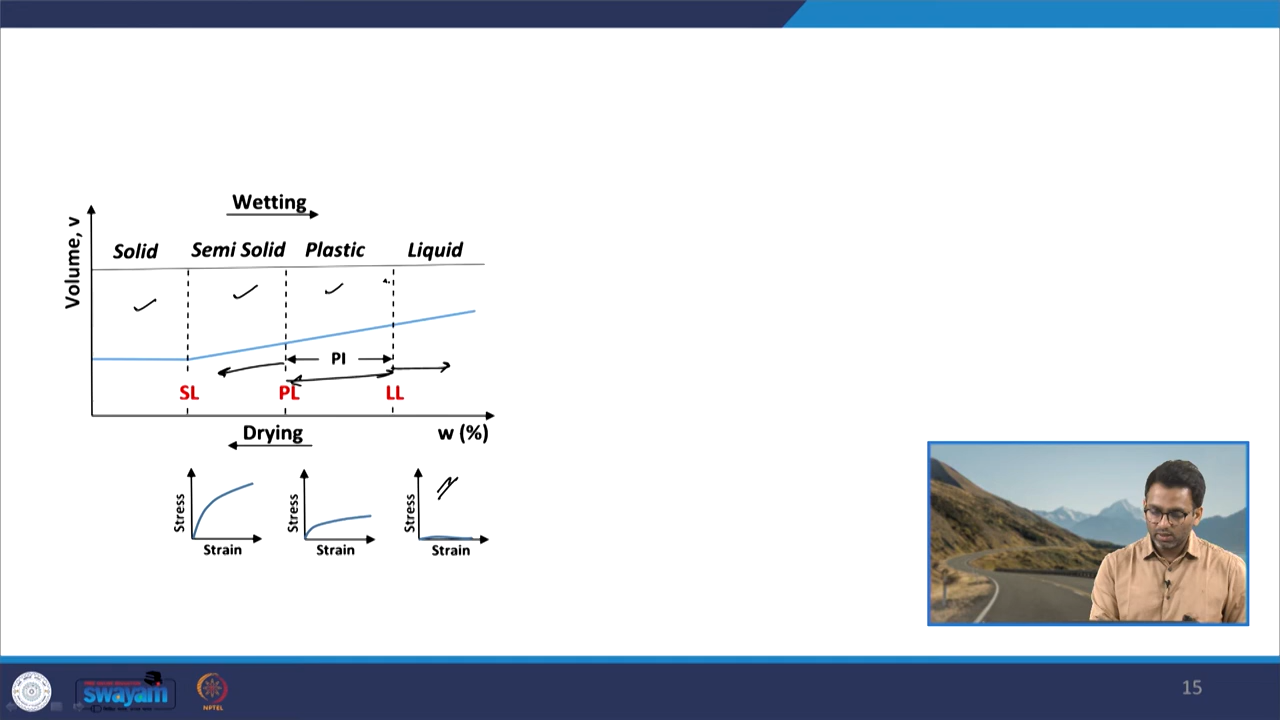 Wetting
Solid Semi Solid Plastic Liquid
Volume, v
PI
SL PL LL
Drying w (%)
Stress Stress Stress
Strain Strain Strain
15
swayam
NPTEL